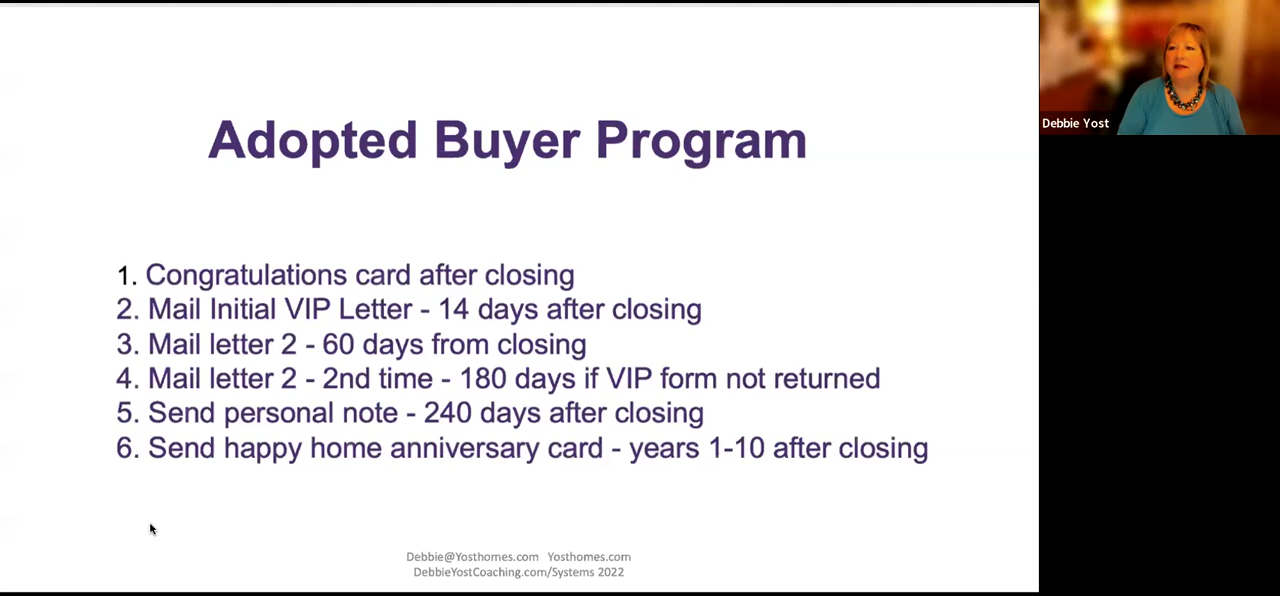 Adopted Buyer Program
1. Congratulations card after closing
2. Mail Initial VIP Letter - 14 days after closing
3. Mail letter 2 - 60 days from closing
4. Mail letter 2 - 2nd time - 180 days if VIP form not returned
5. Send personal note - 240 days after closing
6. Send happy home anniversary card - years 1-10 after closing
Debbie@Yosthomes.com Yosthomes.com
DebbieYostCoaching.com/Systems 2022
Debbie Yost